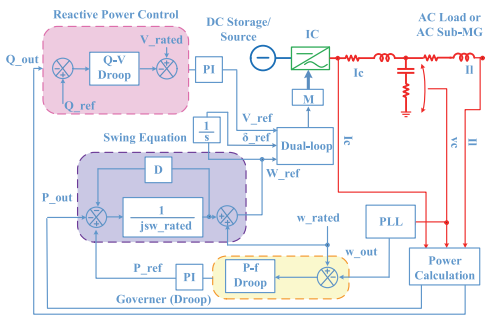 Reactive Power Control
DC Storage/
Source
IC
AC Load or
AC Sub-MG
Q_out
V_rated
Q-V
Droop
PI
Q_ref
Ic
Il
M
V_ref
δ_ref
W_ref
1
s
Dual-loop
Ic
vc
Il
Swing Equation
P_out
D
1
jsw_rated
w_rated
PLL
w_out
Power
Calculation
P_ref
PI
P-f
Droop
Governer (Droop)